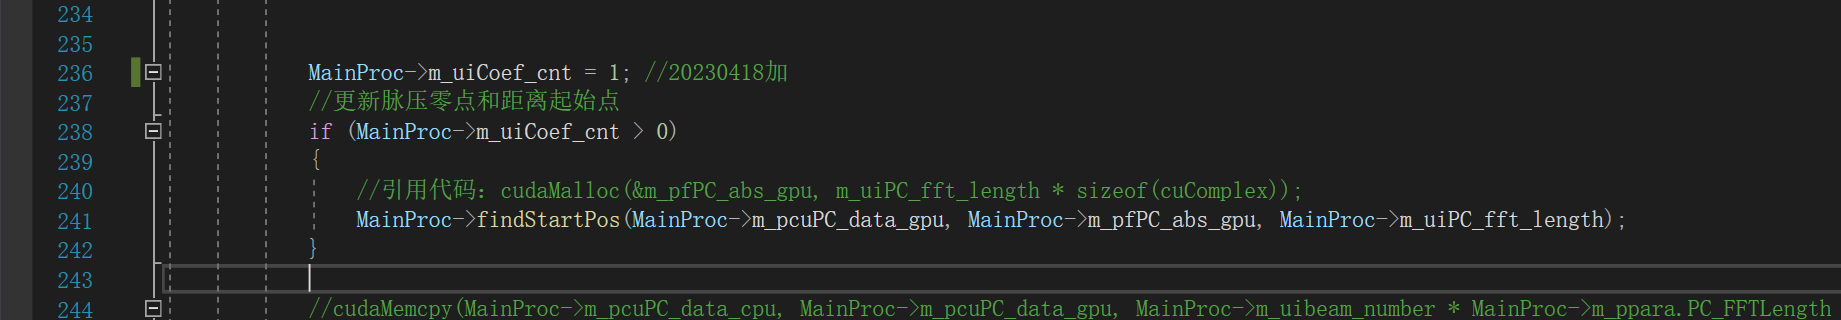 234
235
236 MainProc->m_uiCoef_cnt = 1; //20230418加
237 //更新脉压零点和距离起始点
238 if (MainProc->m_uiCoef_cnt > 0)
239 {
240 //引用代码: cudaMalloc(&m_pfPC_abs_gpu, m_uiPC_fft_length * sizeof(cuComplex));
241 MainProc->findStartPos(MainProc->m_pcuPC_data_gpu, MainProc->m_pfPC_abs_gpu, MainProc->m_uiPC_fft_length);
242 }
243
244 //cudaMemcpy(MainProc->m_pcuPC_data_cpu, MainProc->m_pcuPC_data_gpu, MainProc->m_uibeam_number * MainProc->m_ppara.PC_FFTLength